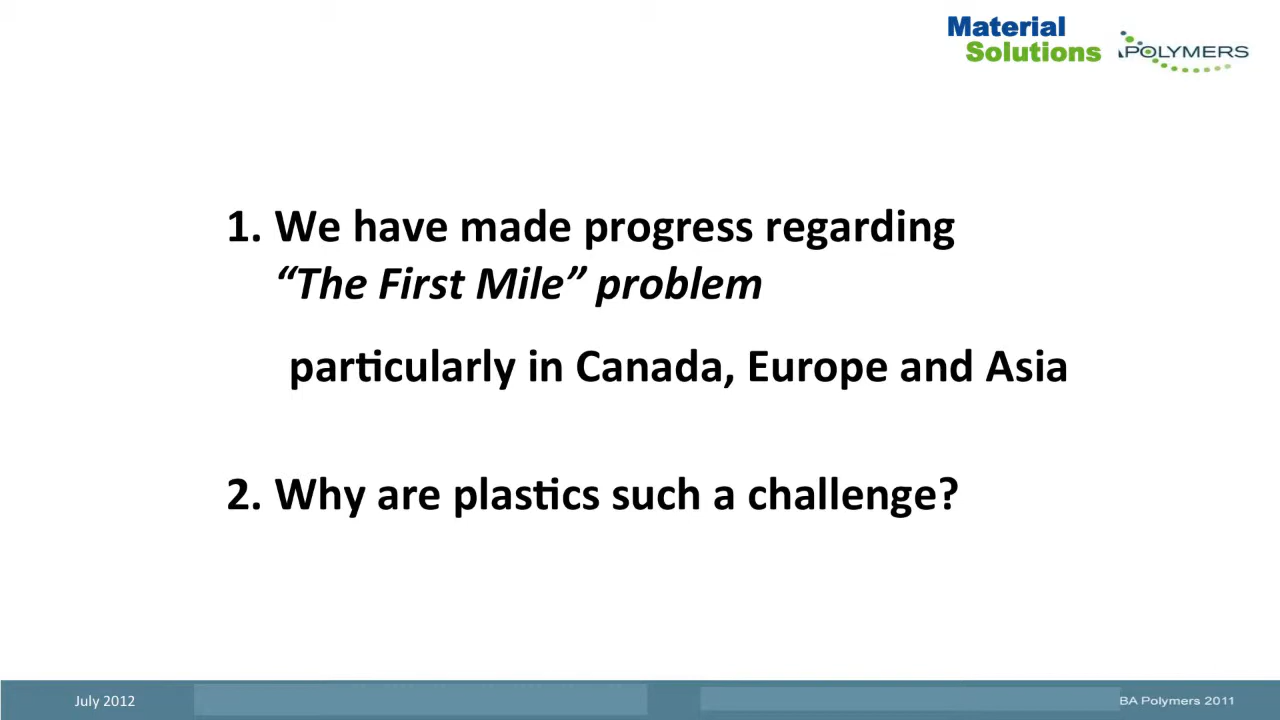 Material
Solutions
POLYMERS
1. We have made progress regarding
“The First Mile” problem
particularly in Canada, Europe and Asia
2. Why are plastics such a challenge?
July 2012
BA Polymers 2011